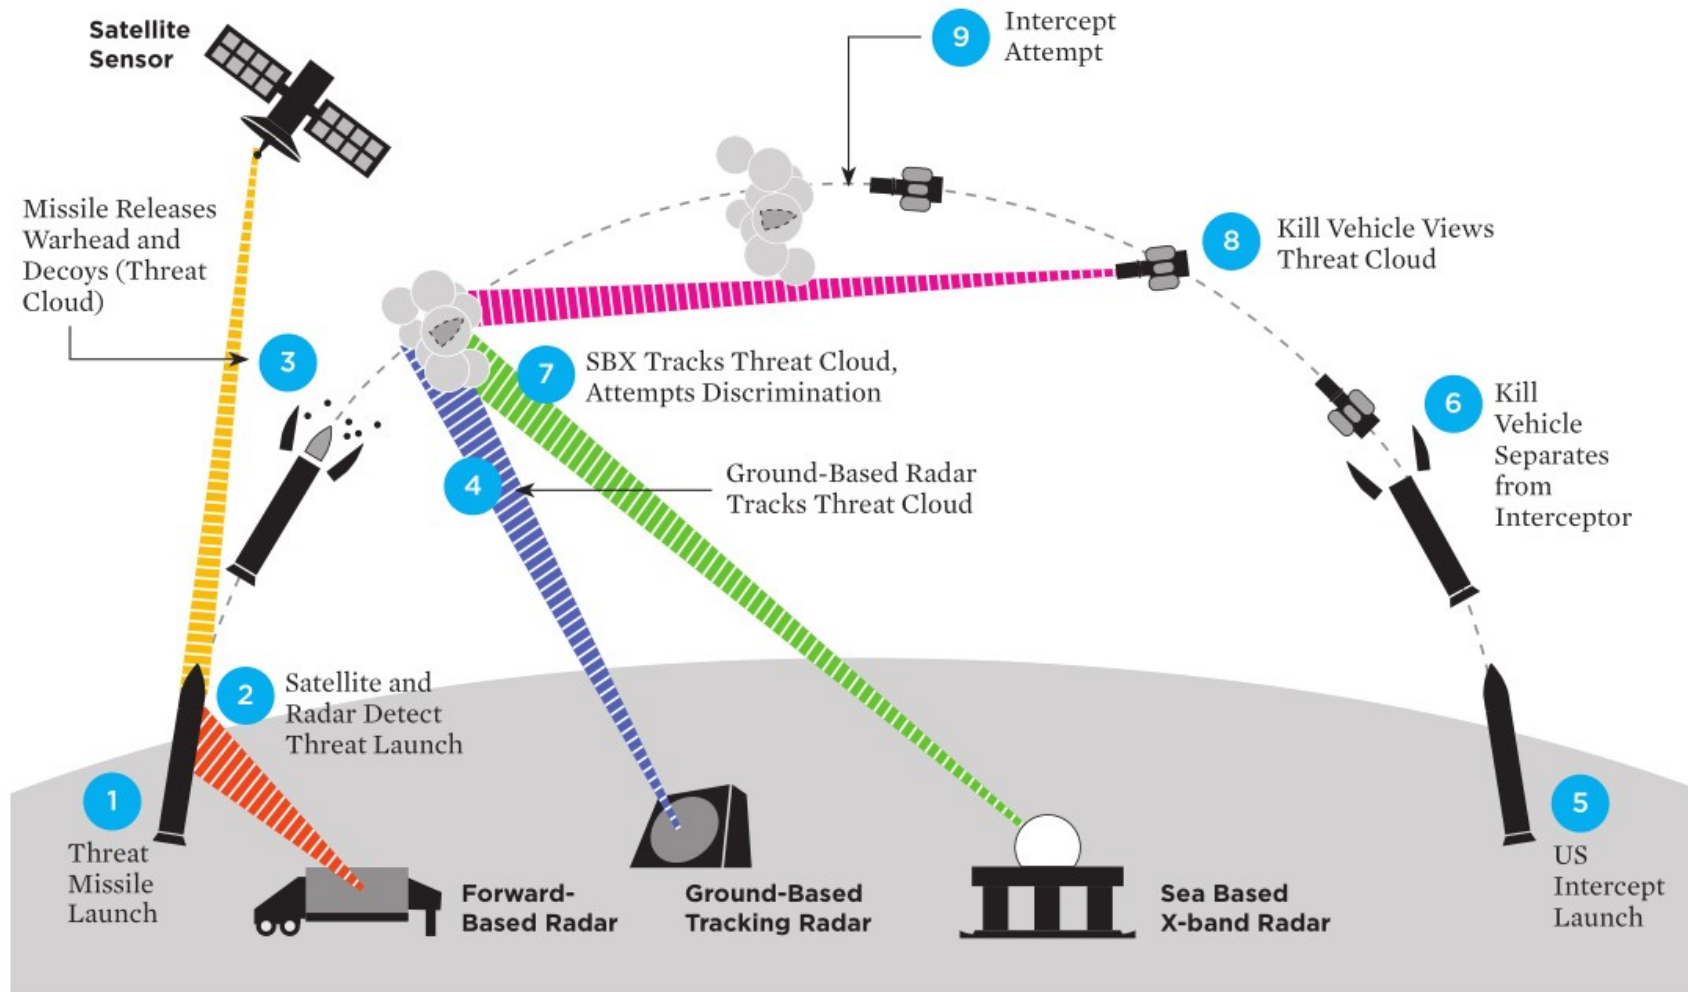 Satellite
Sensor
9
Intercept
Attempt
Missile Releases
Warhead and
Decoys (Threat
Cloud)
8
Kill Vehicle Views
Threat Cloud
3
7
SBX Tracks Threat Cloud,
Attempts Discrimination
6
Kill
Vehicle
Separates
from
Interceptor
4
Ground-Based Radar
Tracks Threat Cloud
2
Satellite and
Radar Detect
Threat Launch
1
Threat
Missile
Launch
5
US
Intercept
Launch
Forward-
Based Radar
Ground-Based
Tracking Radar
Sea Based
X-band Radar